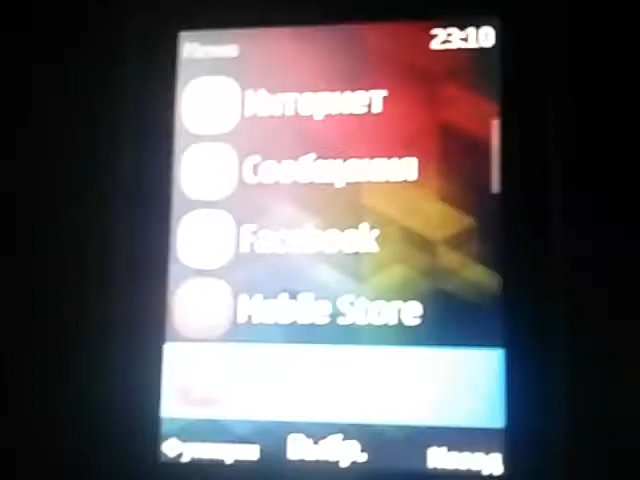 Меню 23:10
Интернет
Сообщения
Facebook
Mobile Store
Функции Выбр. Назад